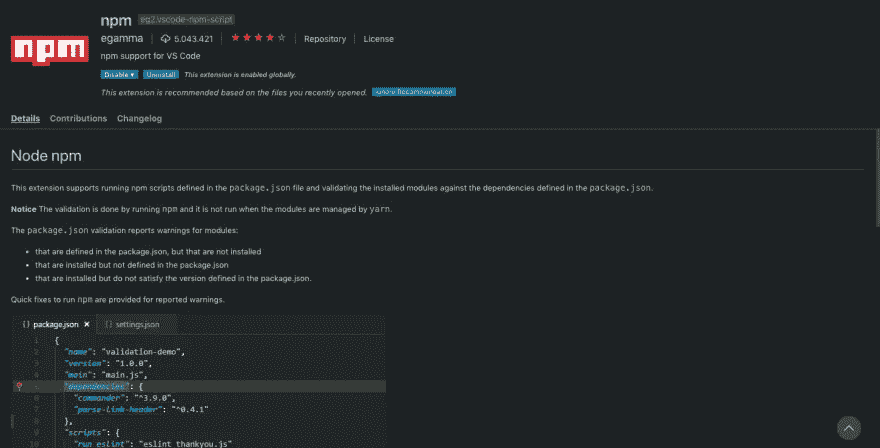 npm eg2.vscode-npm-script
egamma 5.043.421 Repository License
npm support for VS Code
Disable Uninstall This extension is enabled globally.
This extension is recommended based on the files you recently opened. Ignore Recommendation
npm
Details Contributions Changelog
Node npm
This extension supports running npm scripts defined in the package.json file and validating the installed modules against the dependencies defined in the package.json.
Notice The validation is done by running npm and it is not run when the modules are managed by yarn.
The package.json validation reports warnings for modules:
• that are defined in the package.json, but that are not installed
• that are installed but not defined in the package.json
• that are installed but do not satisfy the version defined in the package.json.
Quick fixes to run npm are provided for reported warnings.
{} package.json × {} settings.json
1 {
2 "name": "validation-demo",
3 "version": "1.0.0",
4 "main": "main.js",
5 "dependencies": {
6 "commander": "^3.9.0",
7 "parse-link-header": "^0.4.1"
8 },
9 "scripts": {
10 "run eslint": "eslint thankyou.js"